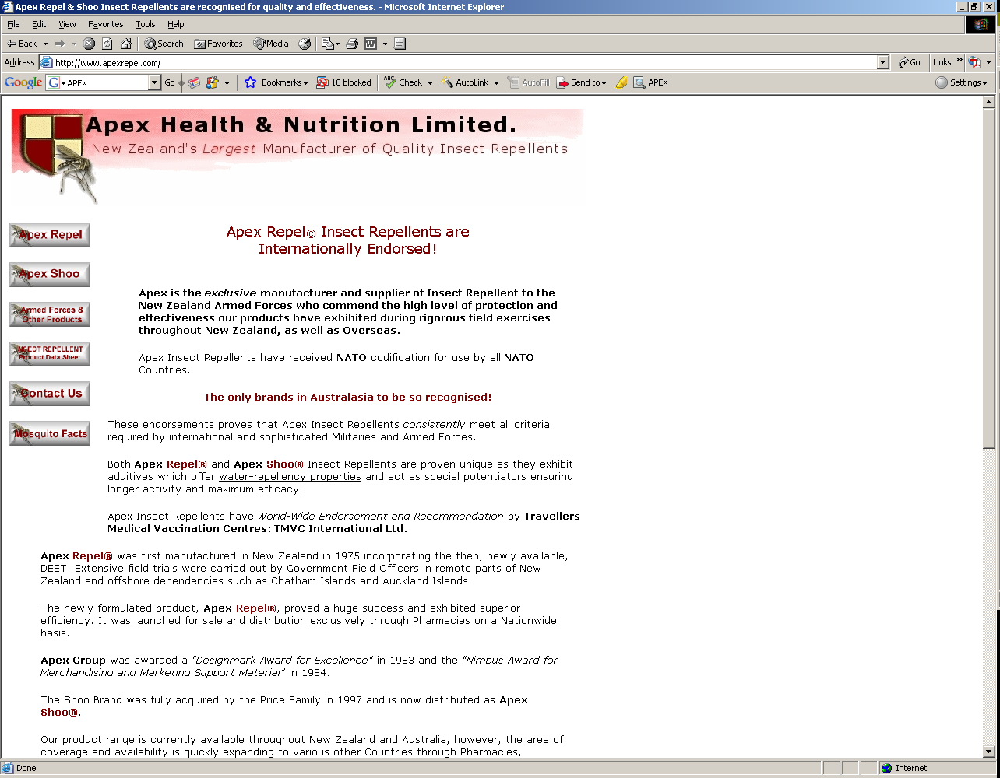 Apex Repel & Shoo Insect Repellents are recognised for quality and effectiveness. - Microsoft Internet Explorer
File Edit View Favorites Tools Help
Back Search Favorites Media
Address http://www.apexrepel.com/ Go Links »
Google G APEX Go Bookmarks 10 blocked ABC Check AutoLink AutoFill Send to APEX Settings
Apex Health & Nutrition Limited.
New Zealand's Largest Manufacturer of Quality Insect Repellents
Apex Repel
Apex Shoo
Armed Forces &
Other Products
INSECT REPELLENT
Product Data Sheet
Contact Us
Mosquito Facts
Apex Repel© Insect Repellents are
Internationally Endorsed!
Apex is the exclusive manufacturer and supplier of Insect Repellent to the
New Zealand Armed Forces who commend the high level of protection and
effectiveness our products have exhibited during rigorous field exercises
throughout New Zealand, as well as Overseas.
Apex Insect Repellents have received NATO codification for use by all NATO
Countries.
The only brands in Australasia to be so recognised!
These endorsements proves that Apex Insect Repellents consistently meet all criteria
required by international and sophisticated Militaries and Armed Forces.
Both Apex Repel® and Apex Shoo® Insect Repellents are proven unique as they exhibit
additives which offer water-repellency properties and act as special potentiators ensuring
longer activity and maximum efficacy.
Apex Insect Repellents have World-Wide Endorsement and Recommendation by Travellers
Medical Vaccination Centres: TMVC International Ltd.
Apex Repel® was first manufactured in New Zealand in 1975 incorporating the then, newly available,
DEET. Extensive field trials were carried out by Government Field Officers in remote parts of New
Zealand and offshore dependencies such as Chatham Islands and Auckland Islands.
The newly formulated product, Apex Repel®, proved a huge success and exhibited superior
efficiency. It was launched for sale and distribution exclusively through Pharmacies on a Nationwide
basis.
Apex Group was awarded a "Designmark Award for Excellence" in 1983 and the "Nimbus Award for
Merchandising and Marketing Support Material" in 1984.
The Shoo Brand was fully acquired by the Price Family in 1997 and is now distributed as Apex
Shoo®.
Our product range is currently available throughout New Zealand and Australia, however, the area of
coverage and availability is quickly expanding to various other Countries through Pharmacies,
Done Internet